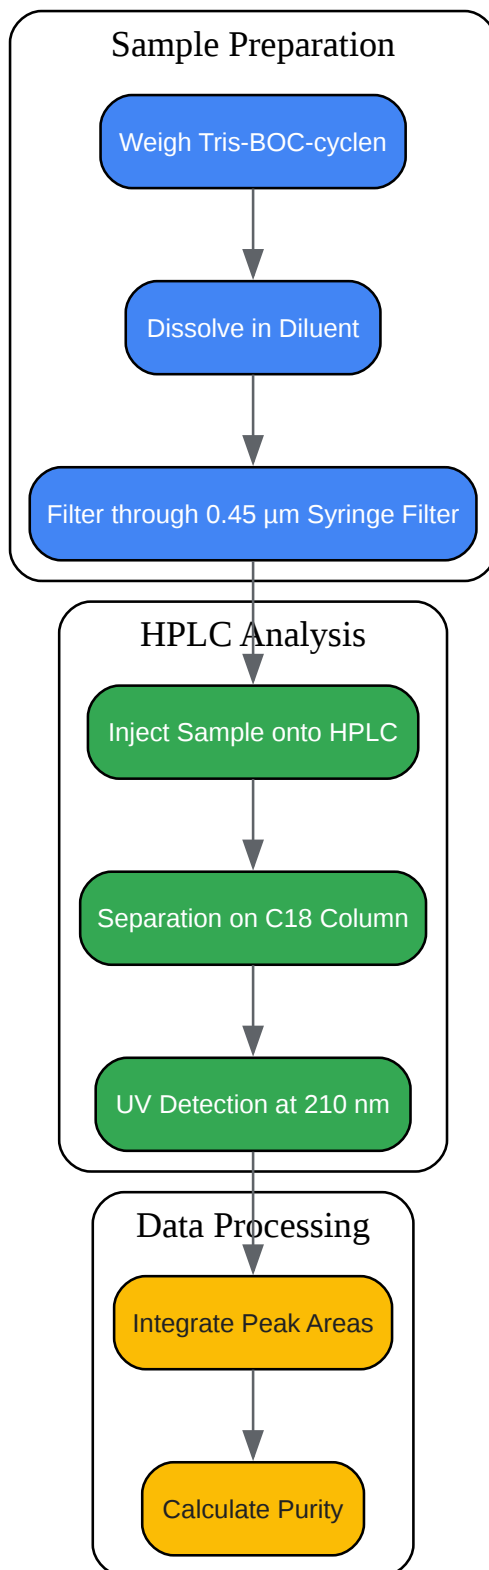 Sample Preparation
Weigh Tris-BOC-cyclen
Dissolve in Diluent
Filter through 0.45 µm Syringe Filter
HPLC Analysis
Inject Sample onto HPLC
Separation on C18 Column
UV Detection at 210 nm
Data Processing
Integrate Peak Areas
Calculate Purity